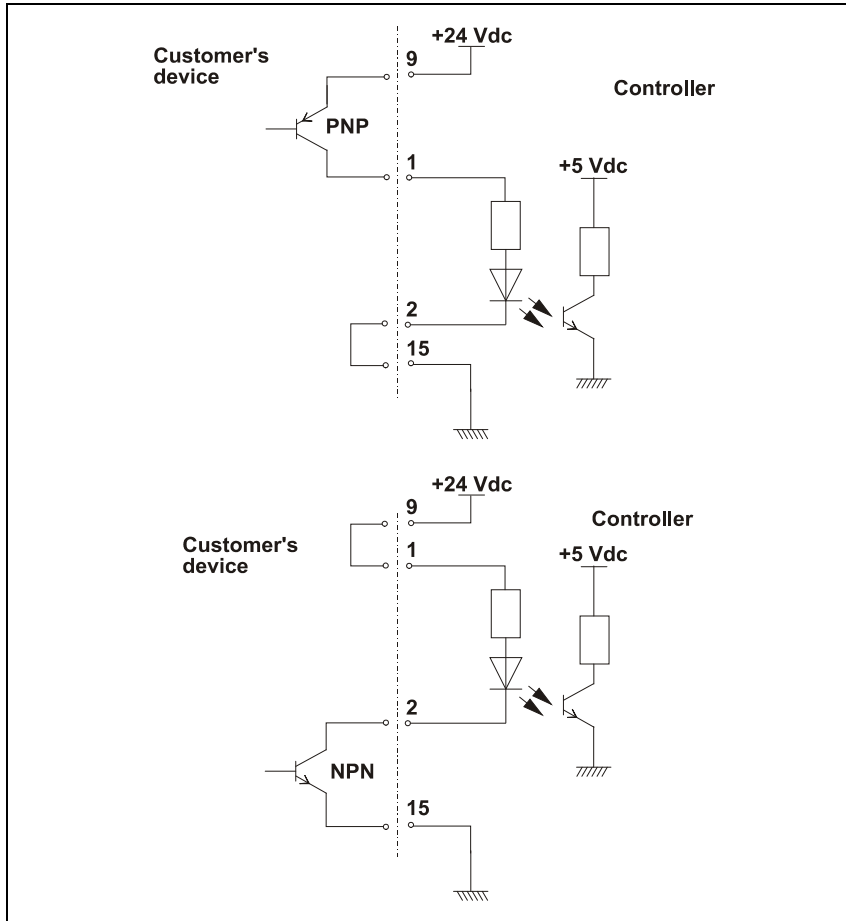 +24 Vdc
Customer's
device
9
Controller
PNP
1
+5 Vdc
2
15
+24 Vdc
9
Controller
Customer's
device
1
+5 Vdc
2
NPN
15